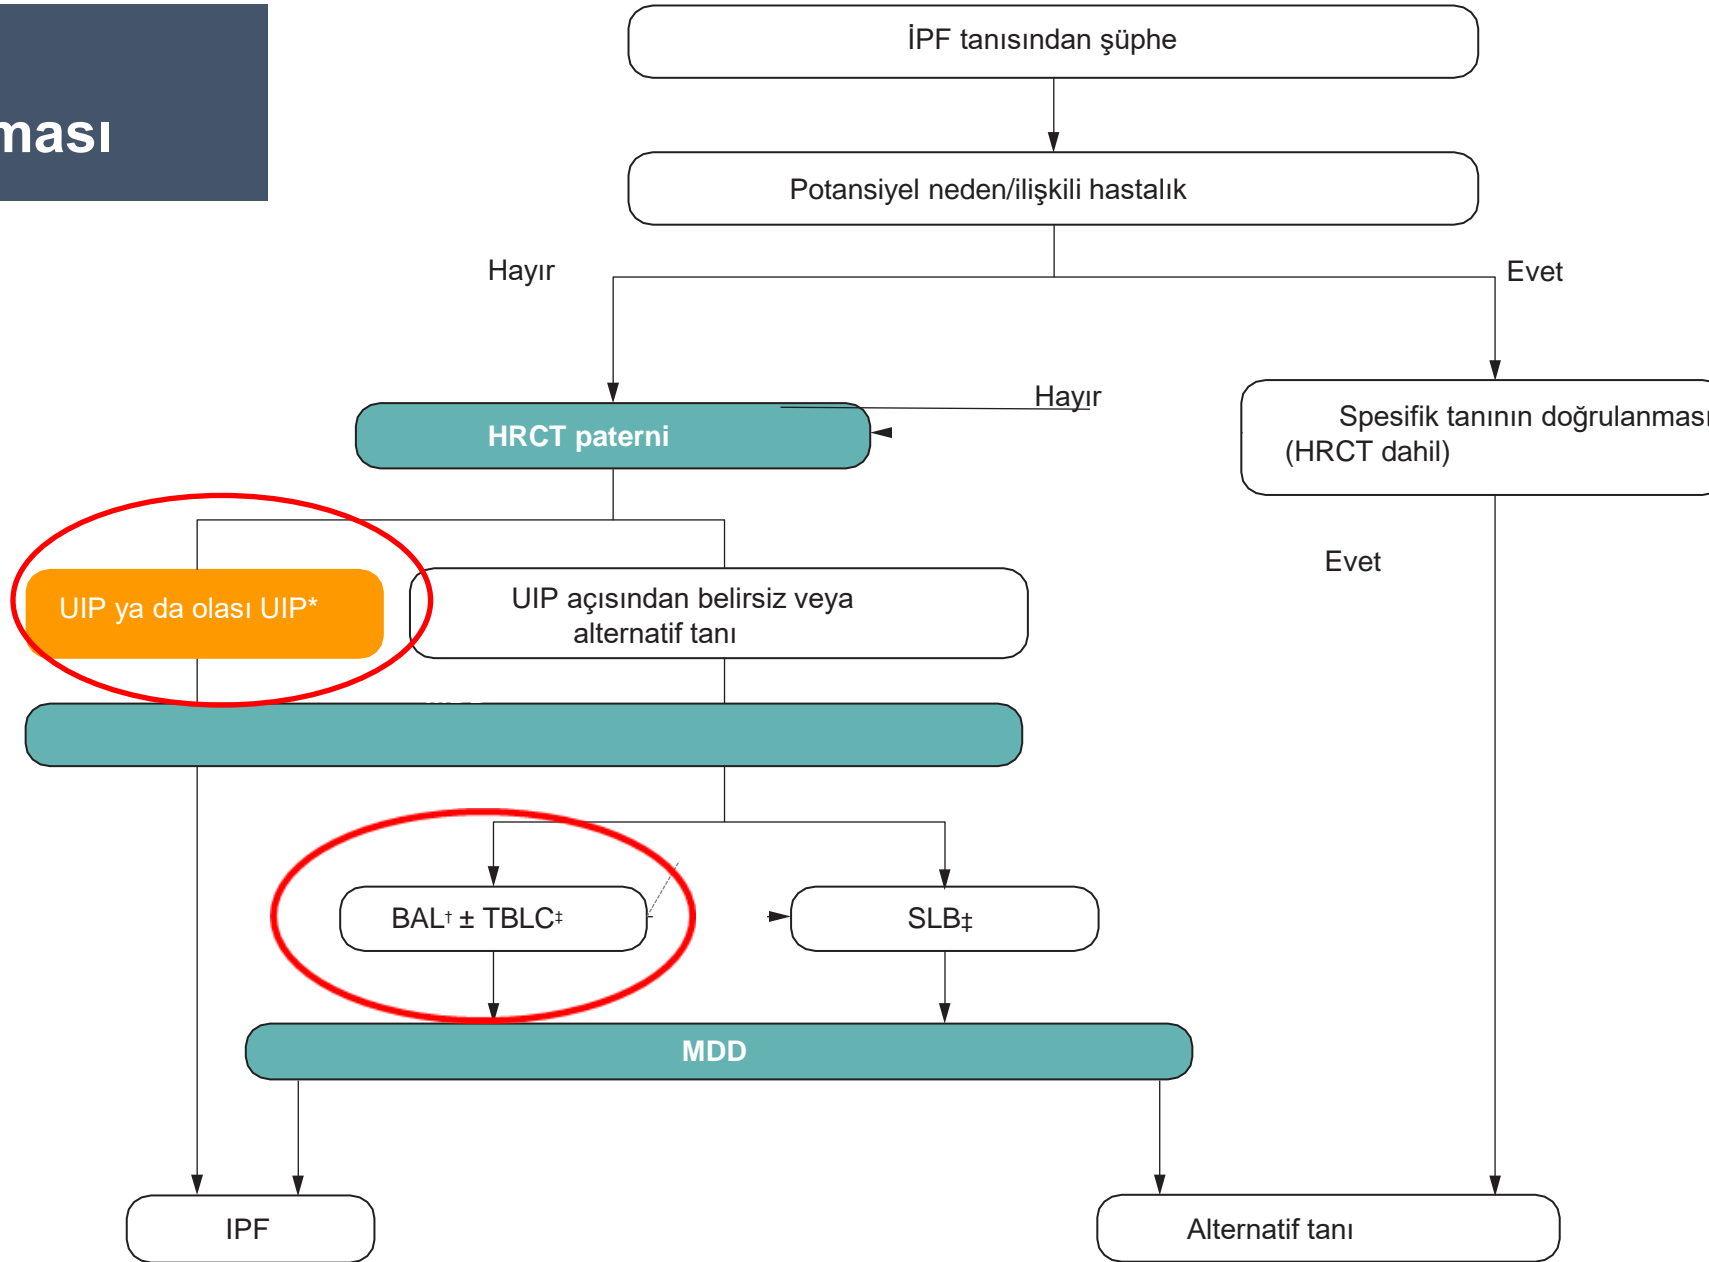 ması
İPF tanısından şüphe
Potansiyel neden/ilişkili hastalık
Hayır
Evet
Hayır
HRCT paterni
Spesifik tanının doğrulanması
(HRCT dahil)
Evet
UIP ya da olası UIP*
UIP açısından belirsiz veya
alternatif tanı
BAL† ± TBLC‡
SLB‡
MDD
IPF
Alternatif tanı